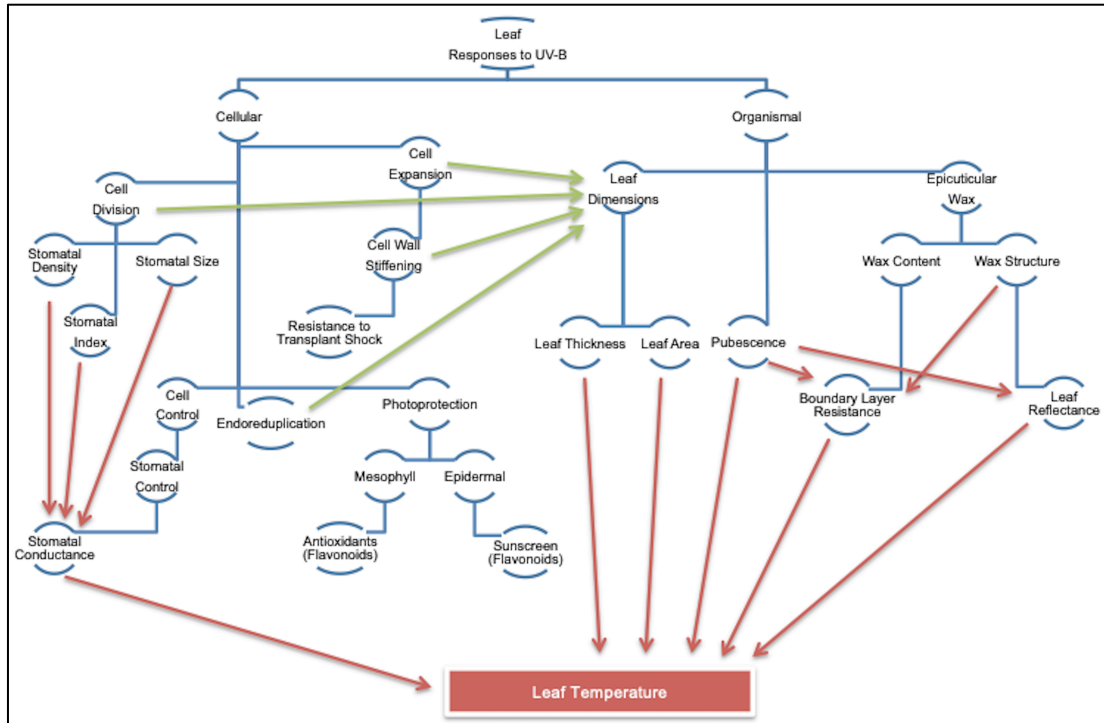 Leaf
Responses to UV-B
Cellular
Organismal
Cell
Expansion
Cell
Division
Leaf
Dimensions
Epicuticular
Wax
Stomatal
Density
Stomatal Size
Cell Wall
Stiffening
Wax Content
Wax Structure
Stomatal
Index
Resistance to
Transplant Shock
Leaf Thickness
Leaf Area
Pubescence
Cell
Control
Endoreduplication
Photoprotection
Boundary Layer
Resistance
Leaf
Reflectance
Stomatal
Control
Mesophyll
Epidermal
Stomatal
Conductance
Antioxidants
(Flavonoids)
Sunscreen
(Flavonoids)
Leaf Temperature